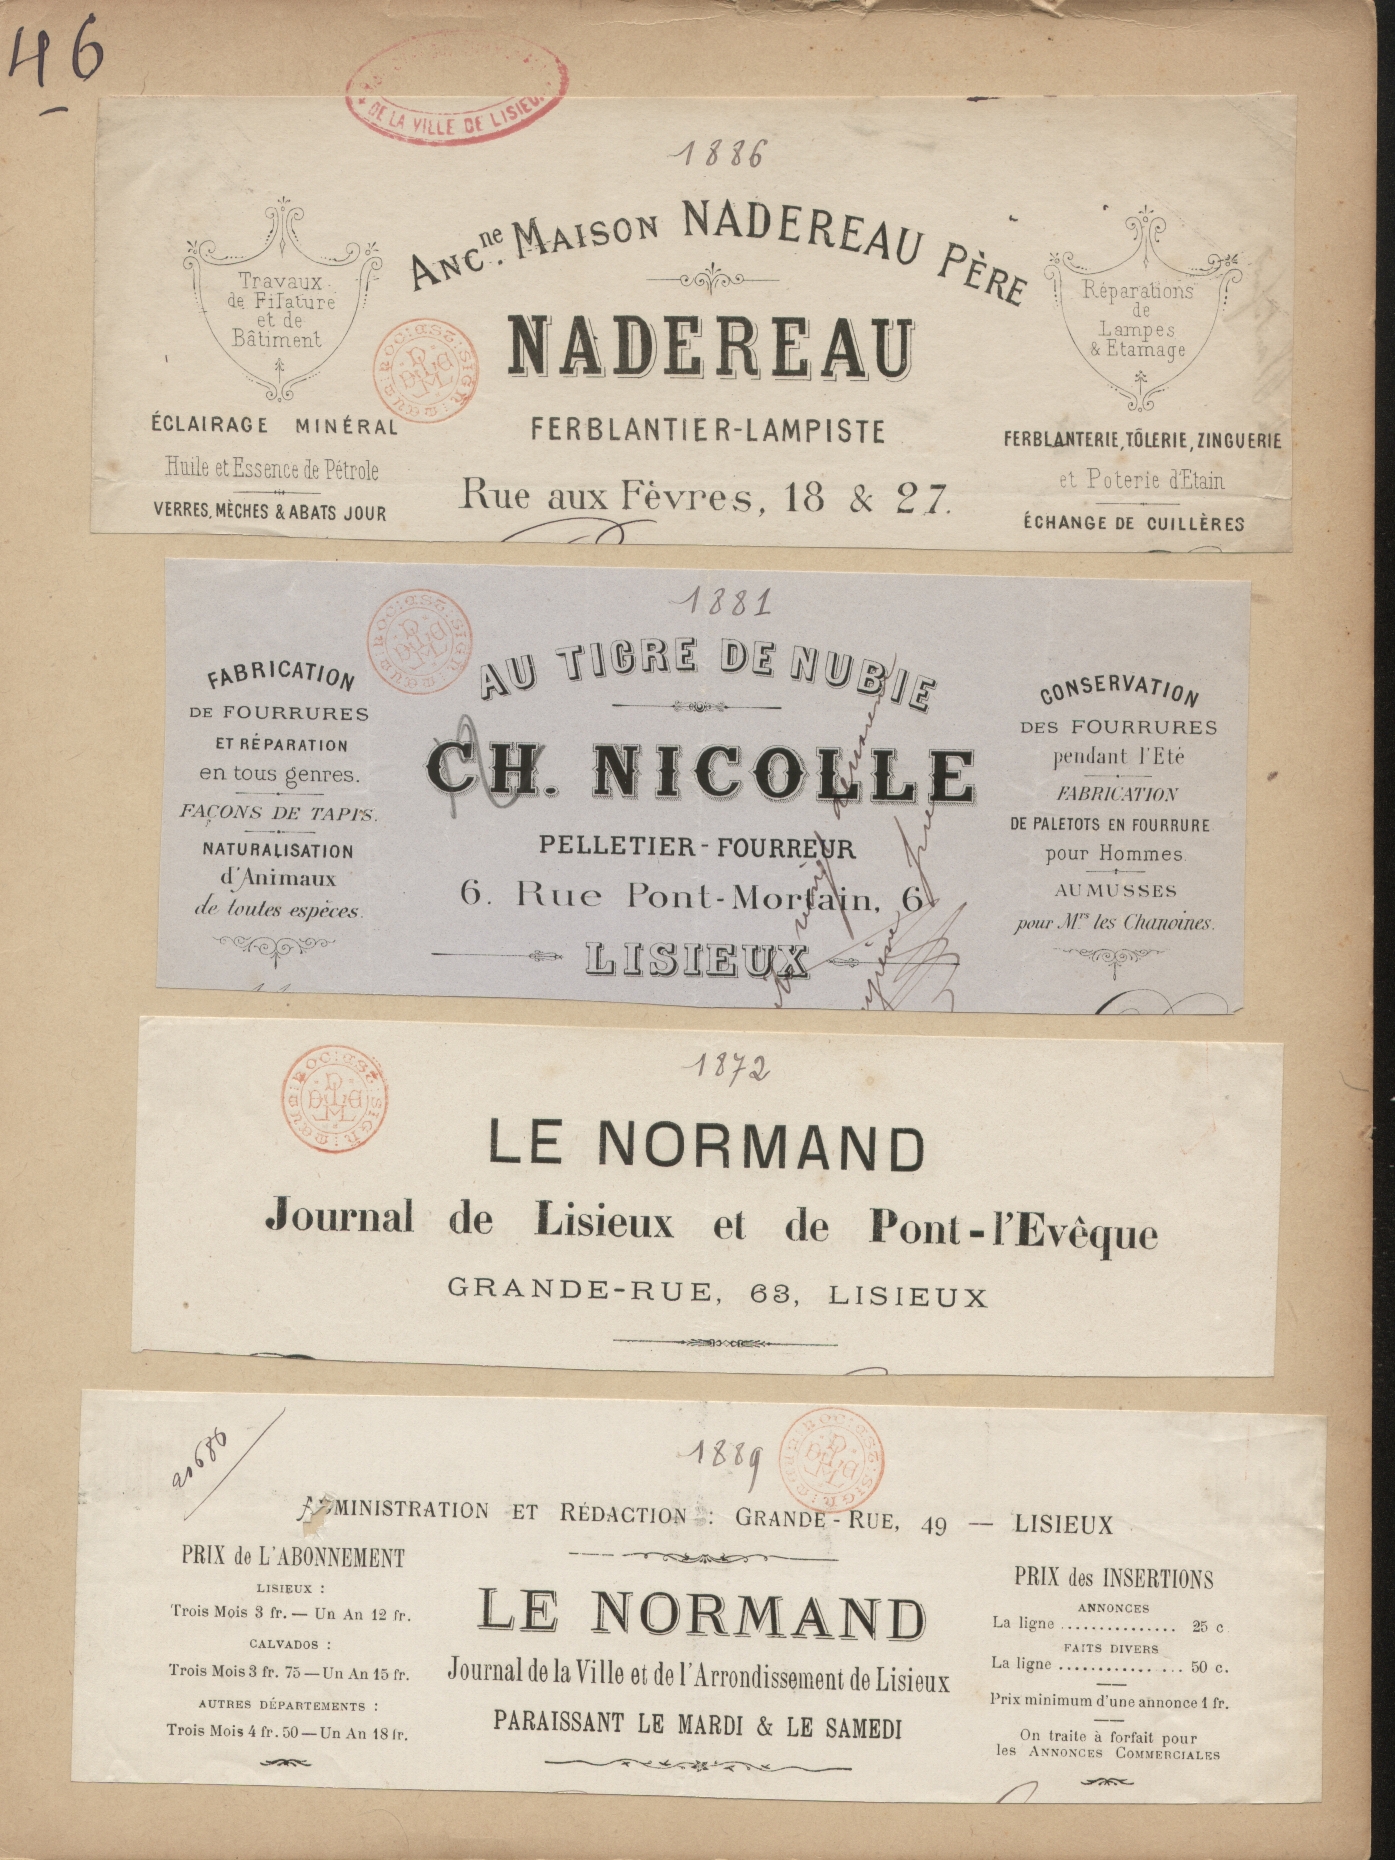 46
DE LA VILLE DE LISIEUX
1886
ANCne. MAISON NADEREAU PÈRE
NADEREAU
FERBLANTIER-LAMPISTE
Rue aux Fèvres, 18 & 27.
Travaux
de Filature
et de
Bâtiment
ÉCLAIRAGE MINÉRAL
Huile et Essence de Pétrole
VERRES, MÈCHES & ABATS JOUR
Réparations
de
Lampes
& Etamage
FERBLANTERIE, TÔLERIE, ZINGUERIE
et Poterie d'Etain
ÉCHANGE DE CUILLÈRES
1881
AU TIGRE DE NUBIE
CH. NICOLLE
PELLETIER-FOURREUR
6. Rue Pont-Mortain, 6.
LISIEUX
FABRICATION
DE FOURRURES
ET RÉPARATION
en tous genres.
FAÇONS DE TAPIS.
NATURALISATION
d'Animaux
de toutes espèces.
CONSERVATION
DES FOURRURES
pendant l'Eté
FABRICATION
DE PALETOTS EN FOURRURE
pour Hommes.
AUMUSSES
pour Mrs les Chanoines.
1872
LE NORMAND
Journal de Lisieux et de Pont-l'Evêque
GRANDE-RUE, 63, LISIEUX
1889
ADMINISTRATION ET RÉDACTION : GRANDE-RUE, 49 — LISIEUX
PRIX de L'ABONNEMENT
LISIEUX :
Trois Mois 3 fr. — Un An 12 fr.
CALVADOS :
Trois Mois 3 fr. 75 — Un An 15 fr.
AUTRES DÉPARTEMENTS :
Trois Mois 4 fr. 50 — Un An 18 fr.
LE NORMAND
Journal de la Ville et de l'Arrondissement de Lisieux
PARAISSANT LE MARDI & LE SAMEDI
PRIX des INSERTIONS
ANNONCES
La ligne ............... 25 c.
FAITS DIVERS
La ligne ............... 50 c.
Prix minimum d'une annonce 1 fr.
On traite à forfait pour
les ANNONCES COMMERCIALES